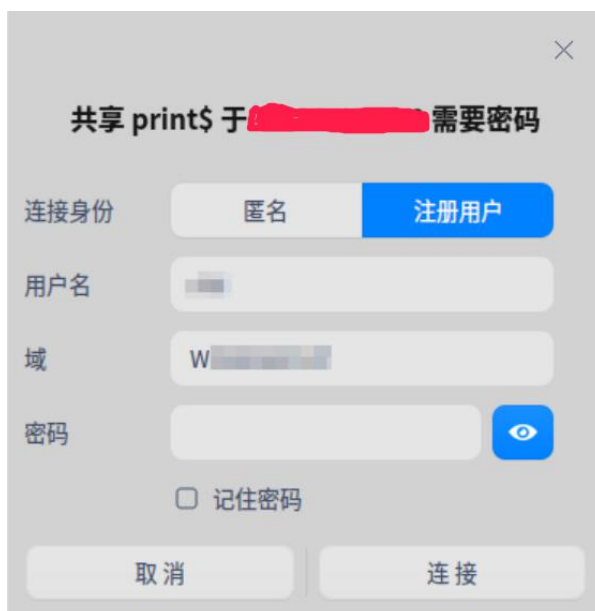 共享 print$ 于 需要密码
连接身份 匿名 注册用户
用户名
域 W
密码
记住密码
取消 连接